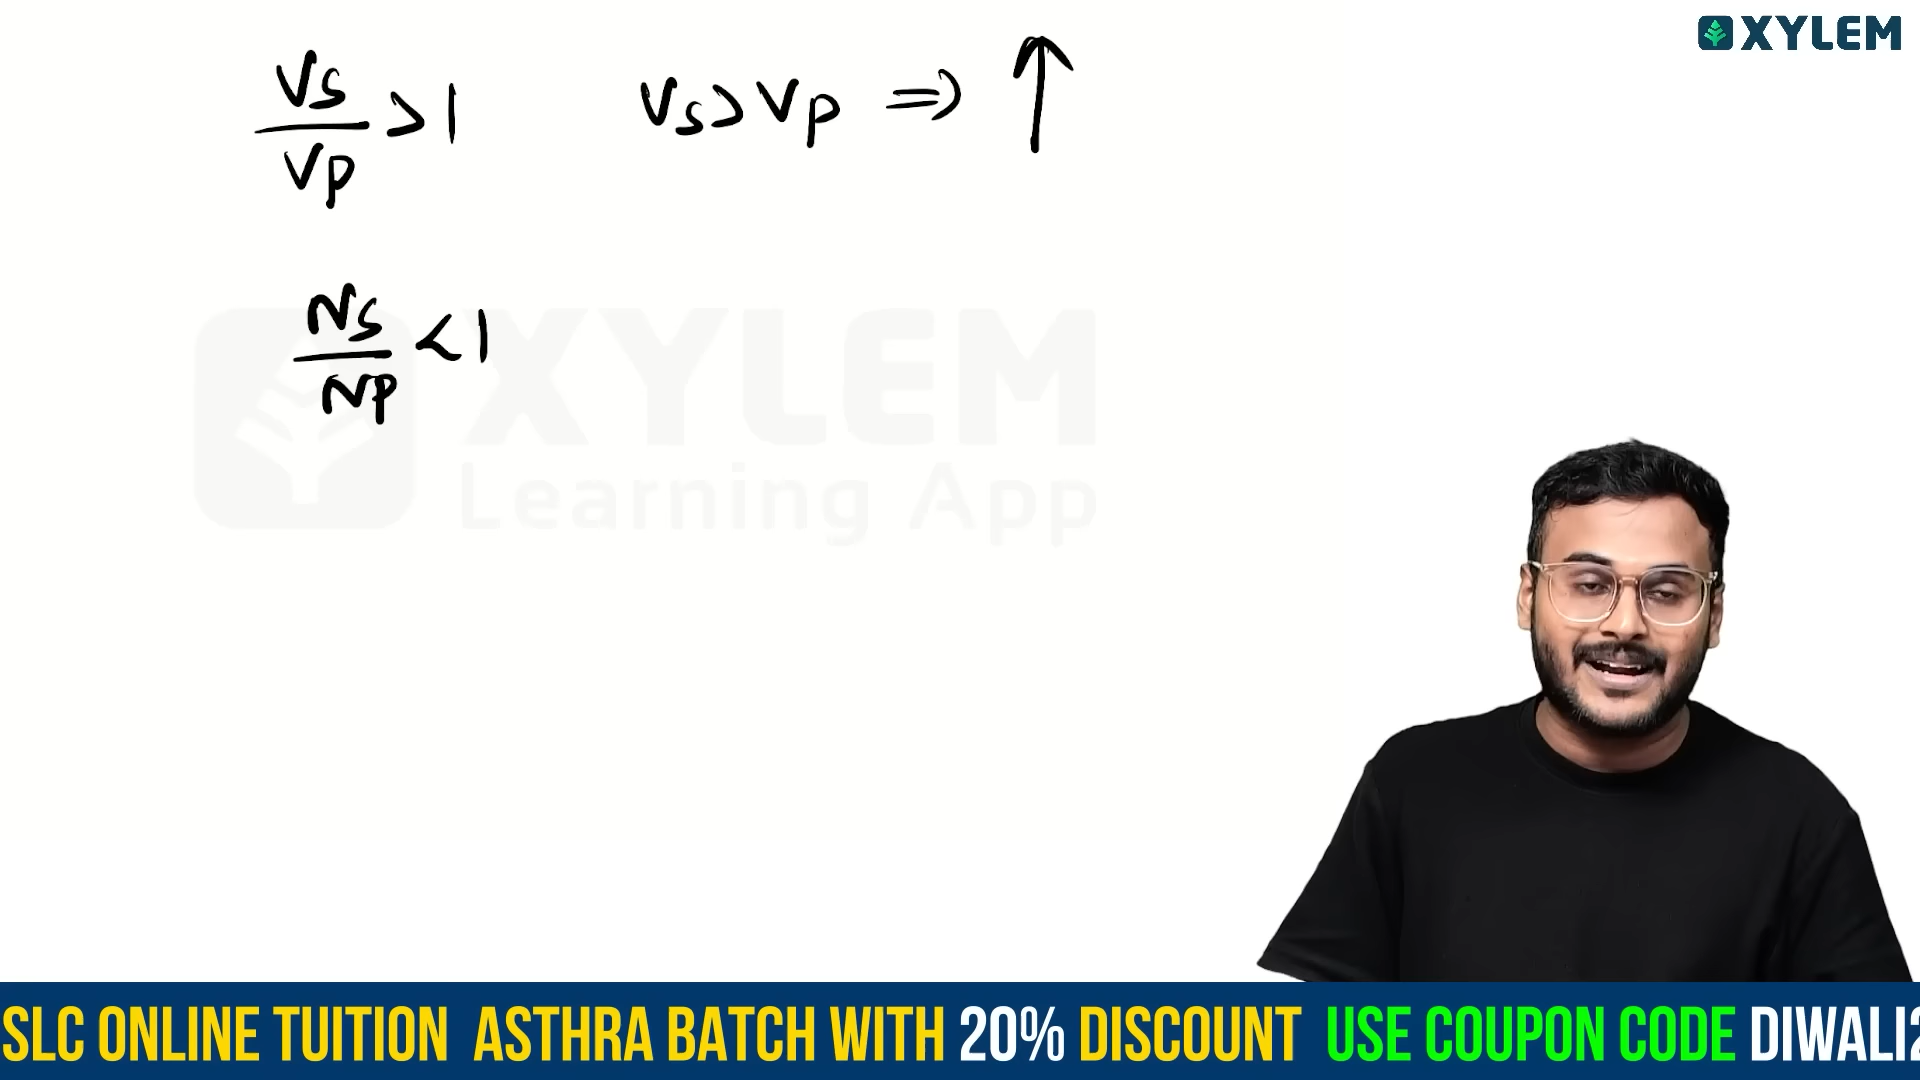 XYLEM
Vs/Vp > 1
Vs > Vp ⇒ ↑
Ns/Np < 1
XYLEM
Learning App
SLC ONLINE TUITION ASTHRA BATCH WITH 20% DISCOUNT USE COUPON CODE DIWALI